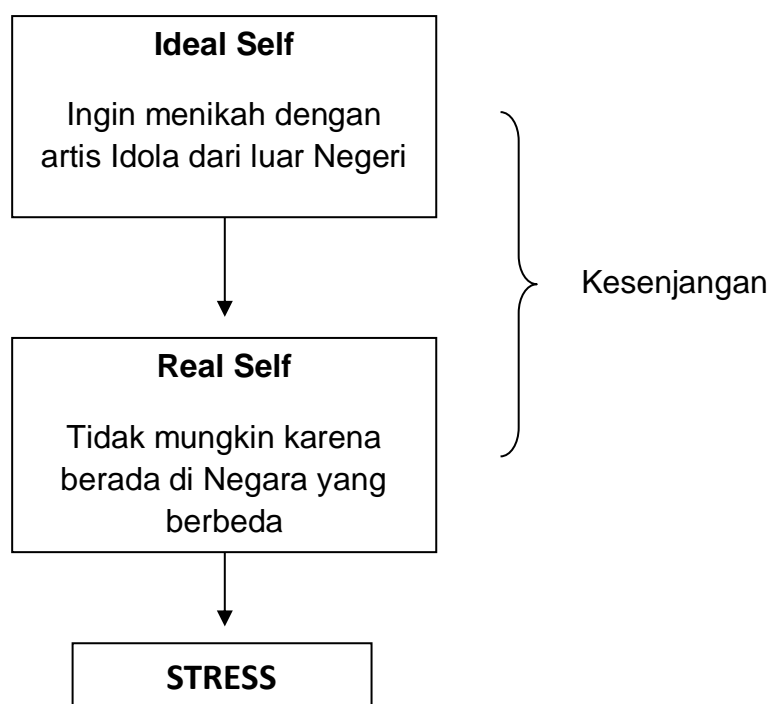 Ideal Self
Ingin menikah dengan
artis Idola dari luar Negeri
Kesenjangan
Real Self
Tidak mungkin karena
berada di Negara yang
berbeda
STRESS